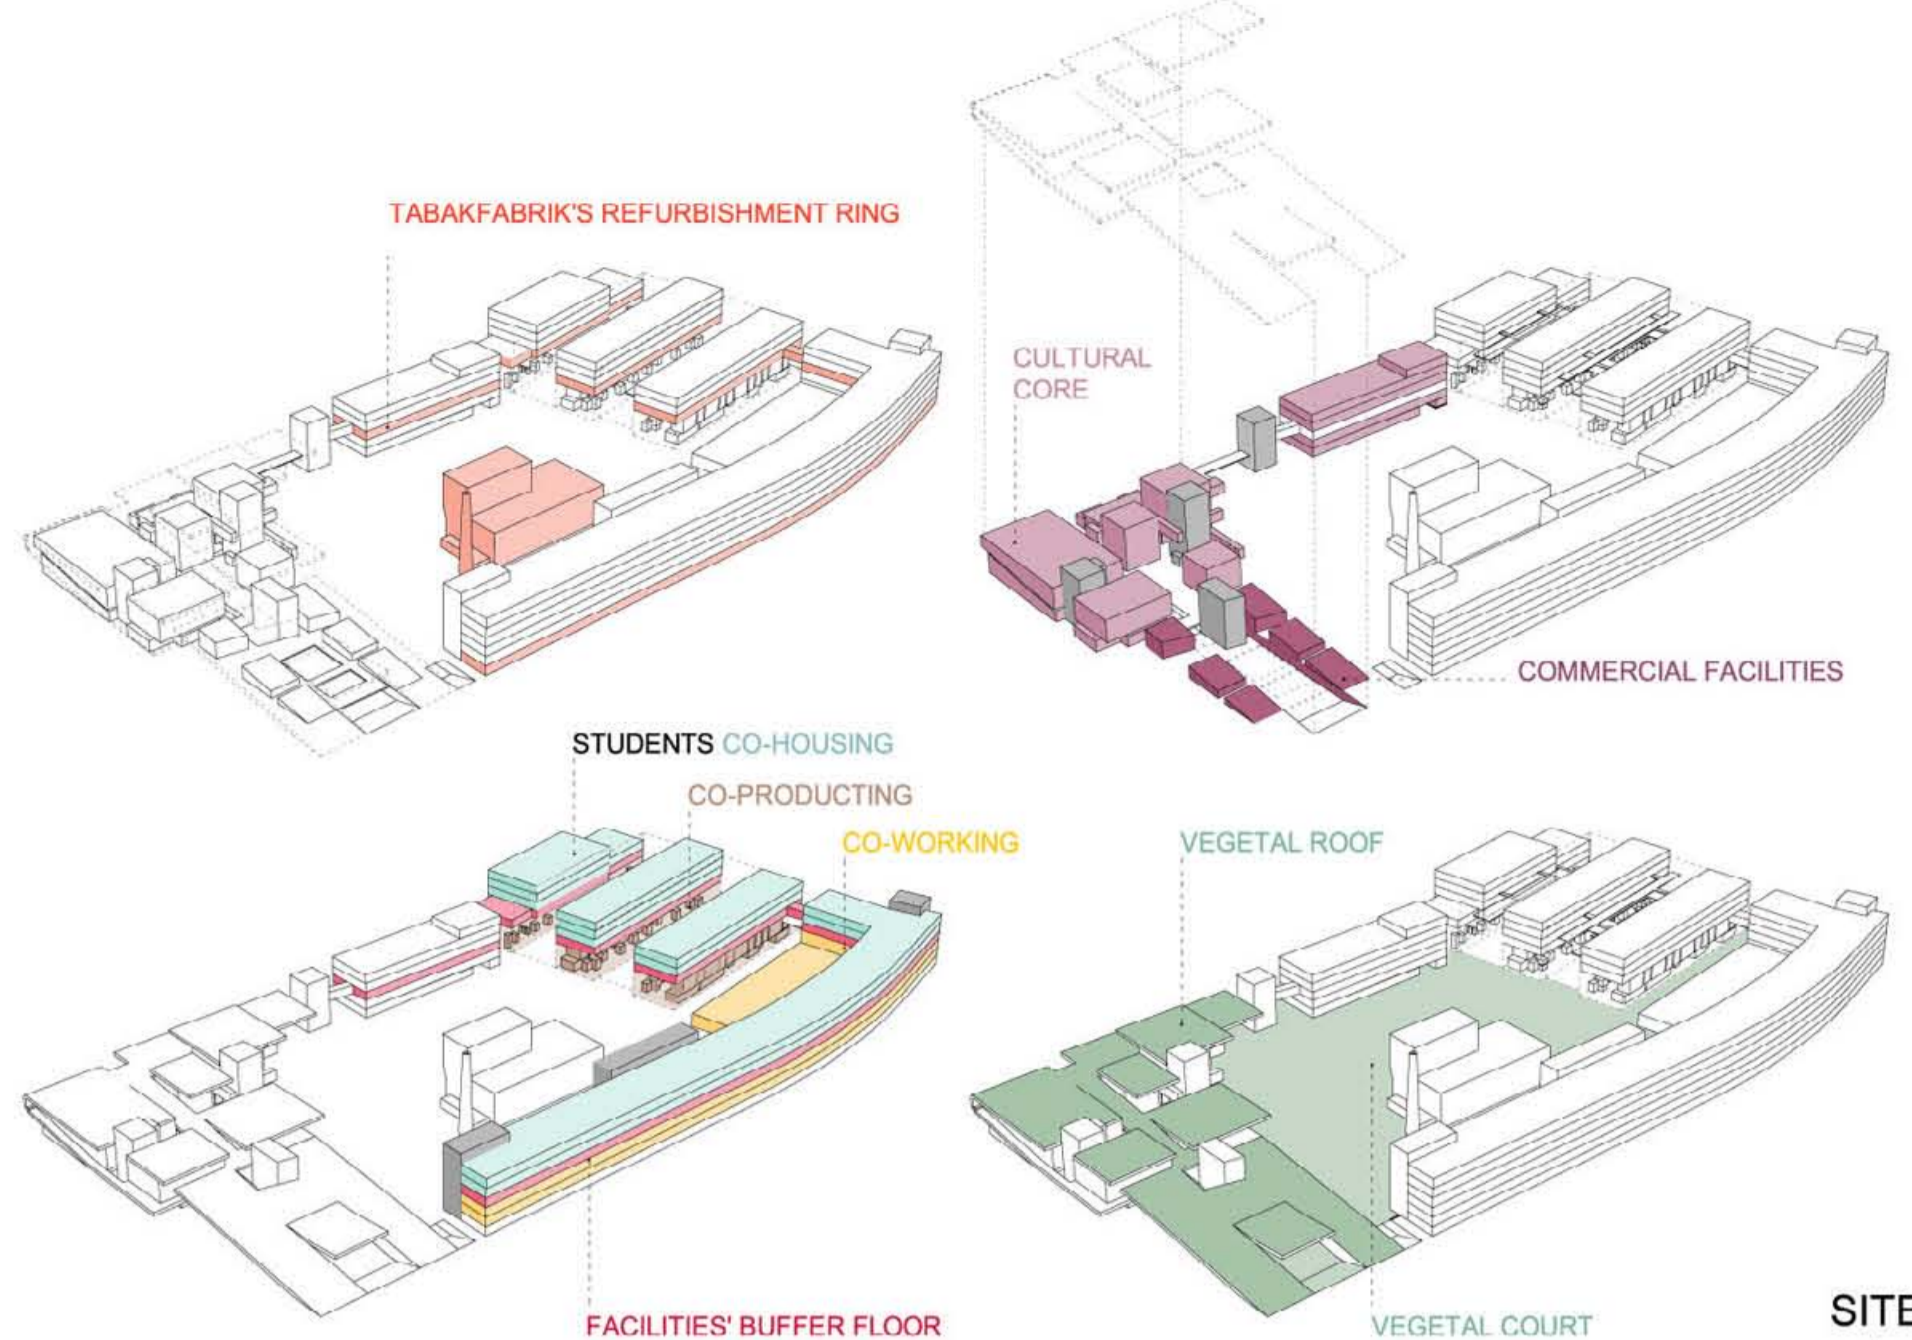 TABAKFABRIK'S REFURBISHMENT RING
CULTURAL
CORE
COMMERCIAL FACILITIES
STUDENTS CO-HOUSING
CO-PRODUCTING
CO-WORKING
VEGETAL ROOF
FACILITIES' BUFFER FLOOR
VEGETAL COURT
SITE